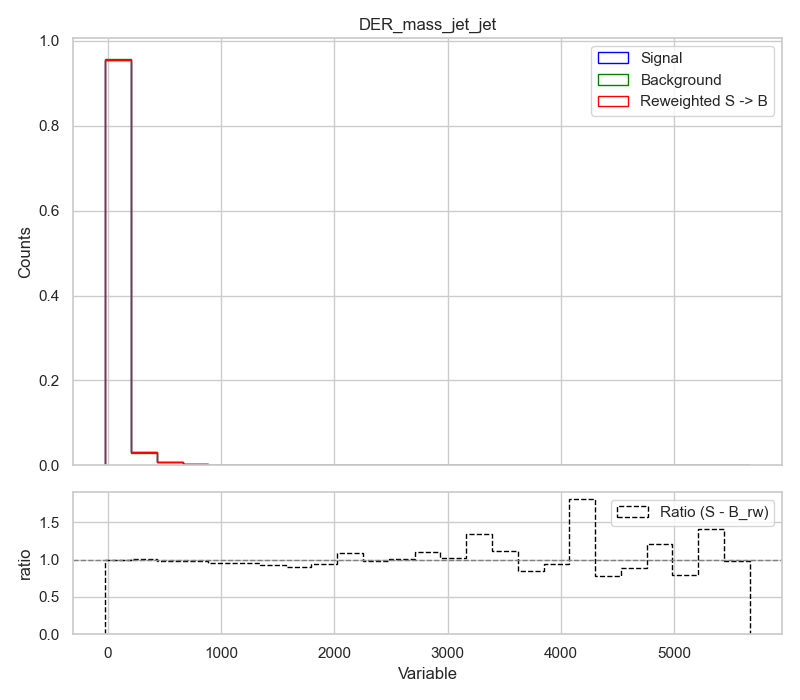 DER_mass_jet_jet
1.0
0.8
0.6
0.4
0.2
0.0
Counts
Signal
Background
Reweighted S -> B
1.5
1.0
0.5
0.0
ratio
Ratio (S - B_rw)
0 1000 2000 3000 4000 5000
Variable